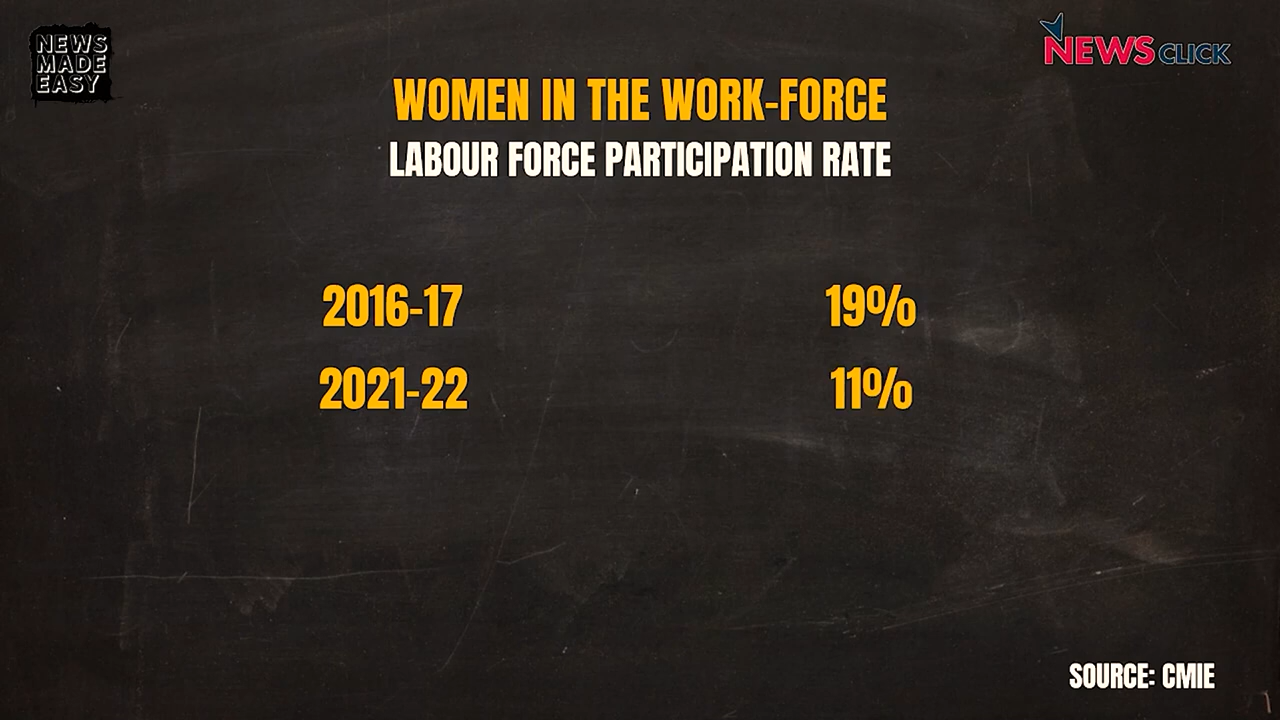 NEWS
MADE
EASY
NEWSCLICK
WOMEN IN THE WORK-FORCE
LABOUR FORCE PARTICIPATION RATE
2016-17 19%
2021-22 11%
SOURCE: CMIE